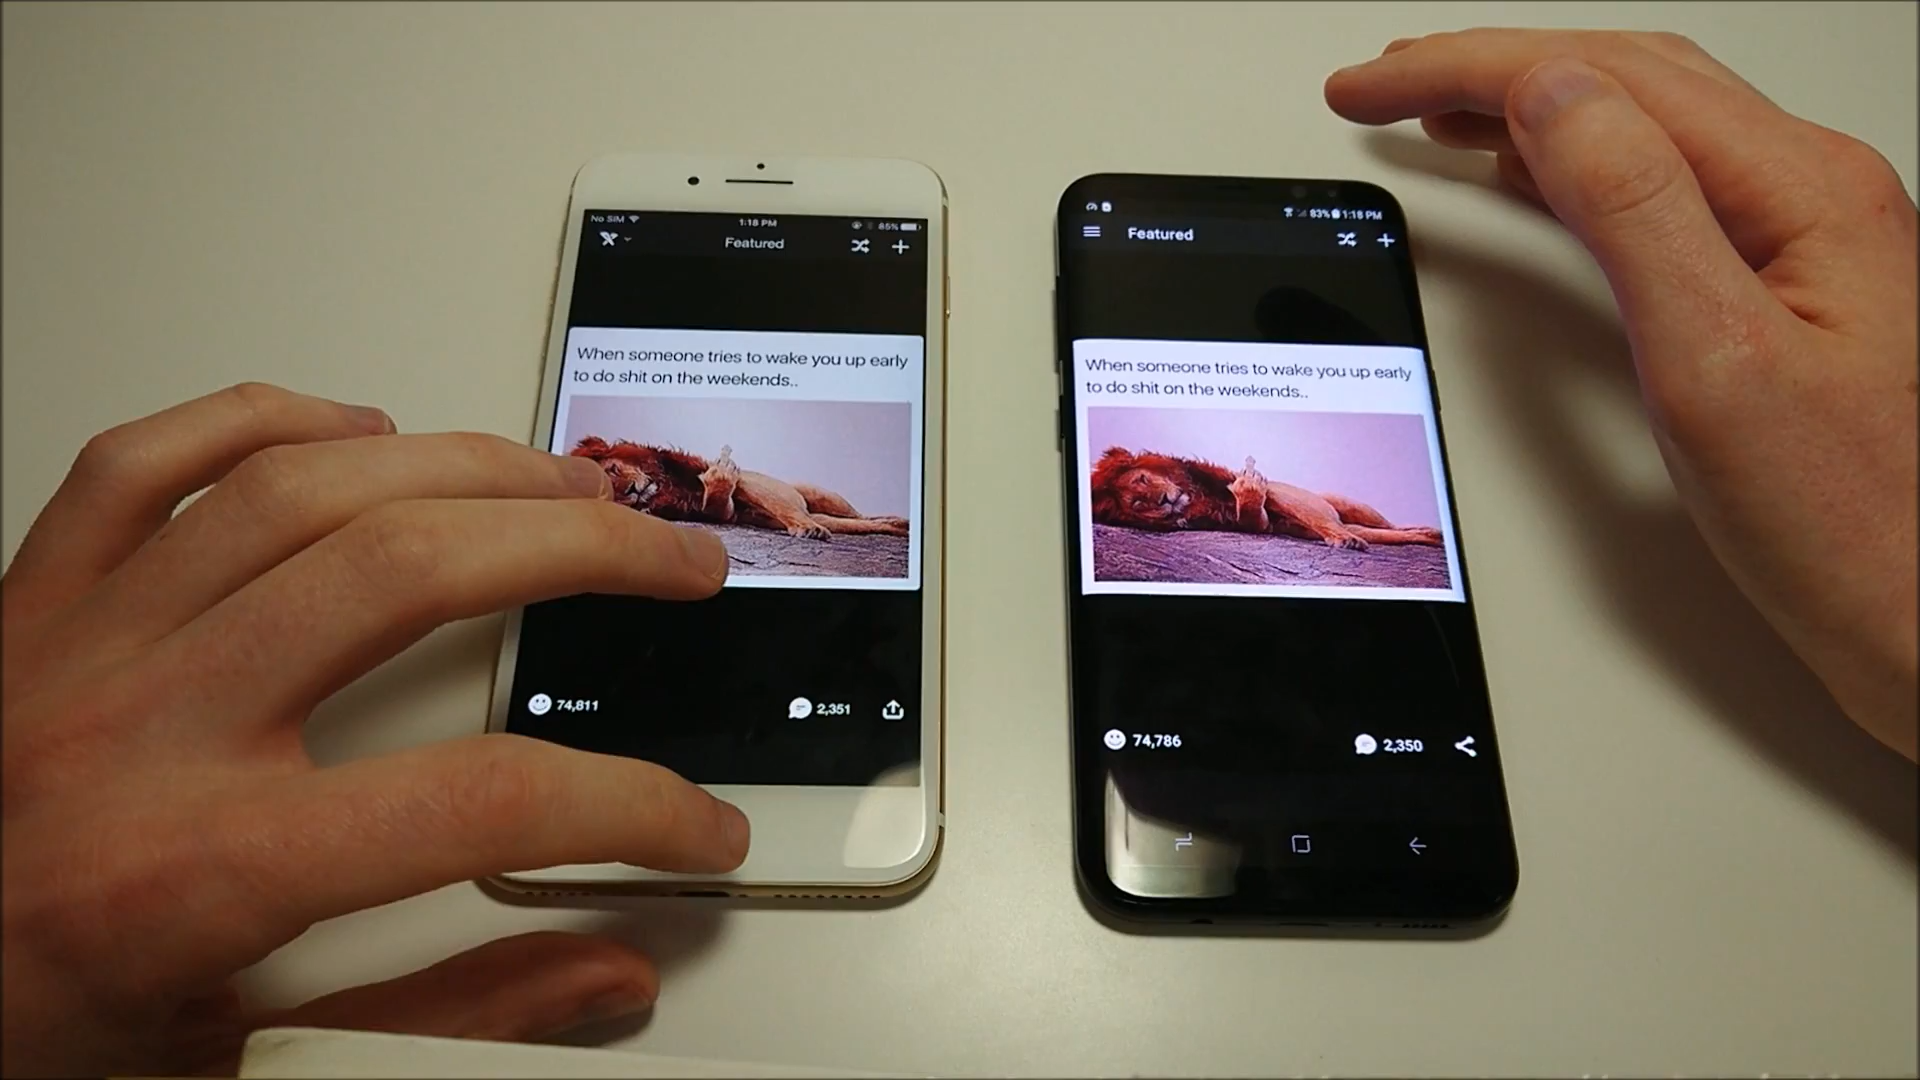 No SIM 1:18 PM 85%
Featured
When someone tries to wake you up early
to do shit on the weekends..
74,811 2,351
83% 1:18 PM
Featured
When someone tries to wake you up early
to do shit on the weekends..
74,786 2,350